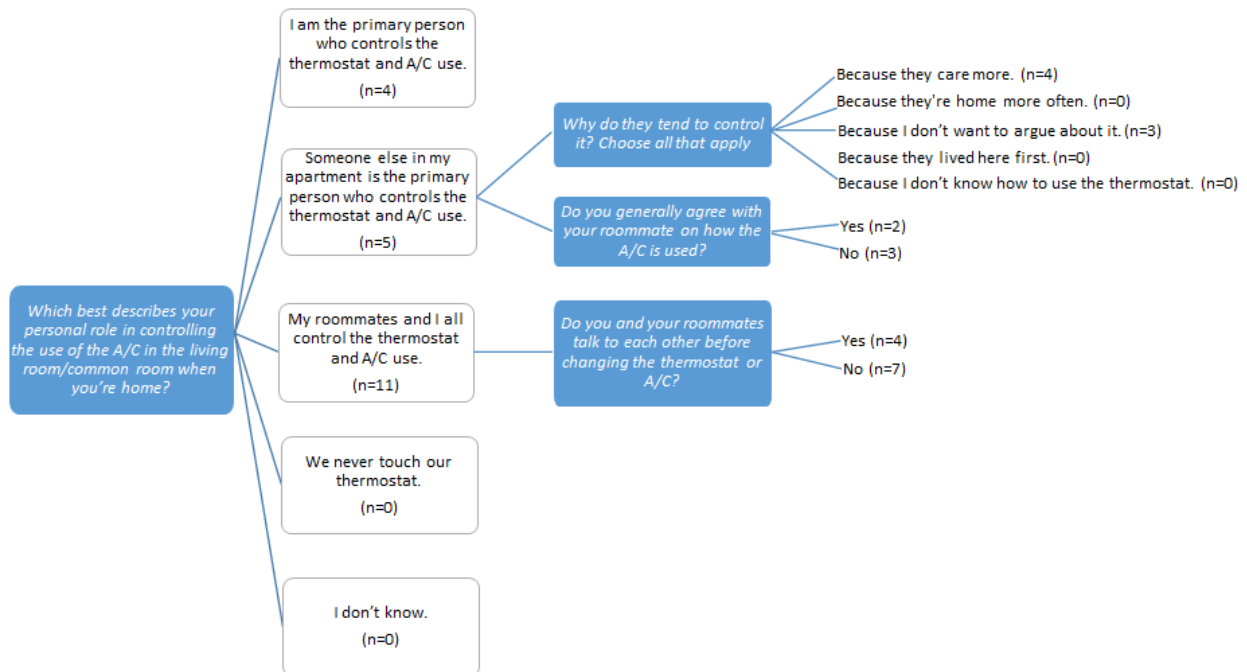 Which best describes your
personal role in controlling
the use of the A/C in the living
room/common room when
you're home?
I am the primary person
who controls the
thermostat and A/C use.
(n=4)
Someone else in my
apartment is the primary
person who controls the
thermostat and A/C use.
(n=5)
Why do they tend to control
it? Choose all that apply
Because they care more. (n=4)
Because they're home more often. (n=0)
Because I don't want to argue about it. (n=3)
Because they lived here first. (n=0)
Because I don't know how to use the thermostat. (n=0)
Do you generally agree with
your roommate on how the
A/C is used?
Yes (n=2)
No (n=3)
My roommates and I all
control the thermostat
and A/C use.
(n=11)
Do you and your roommates
talk to each other before
changing the thermostat or
A/C?
Yes (n=4)
No (n=7)
We never touch our
thermostat.
(n=0)
I don't know.
(n=0)